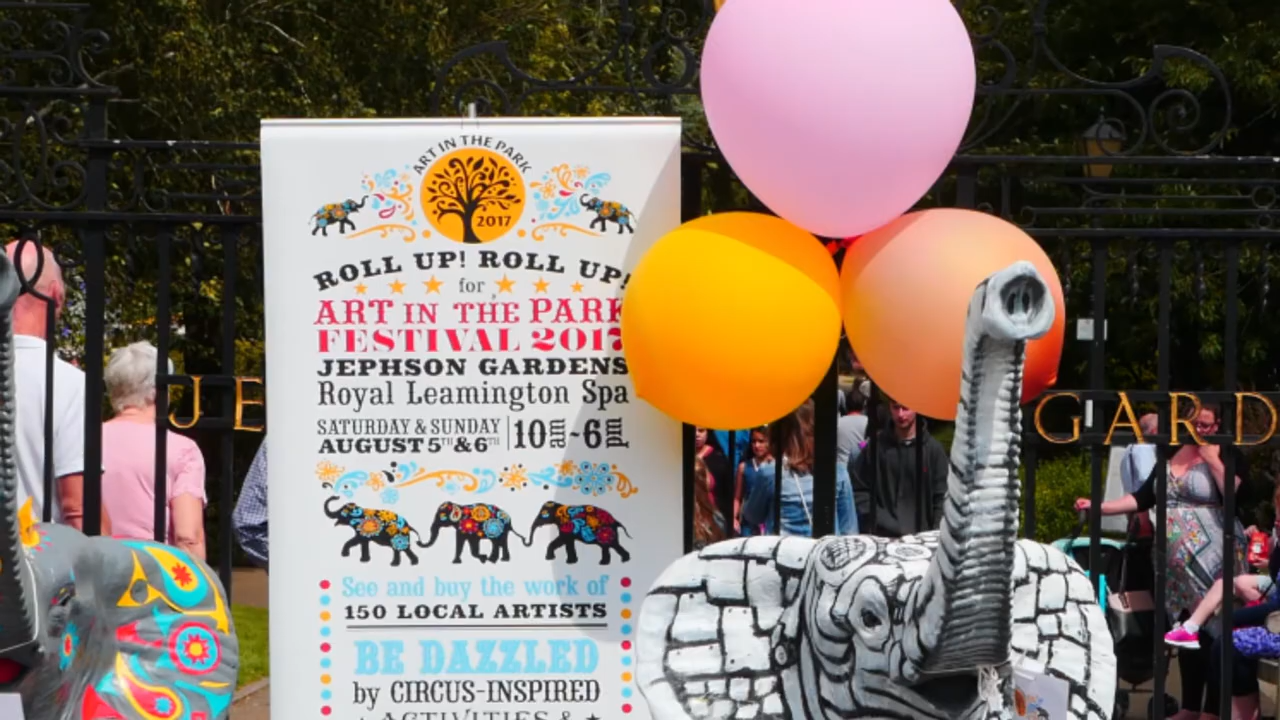 ART IN THE PARK
2017
ROLL UP! ROLL UP!
for
ART IN THE PARK
FESTIVAL 2017
JEPHSON GARDENS
Royal Leamington Spa
SATURDAY & SUNDAY
AUGUST 5TH & 6TH
10am-6pm
See and buy the work of
150 LOCAL ARTISTS
BE DAZZLED
by CIRCUS-INSPIRED
ACTIVITIES &
JE
GARD